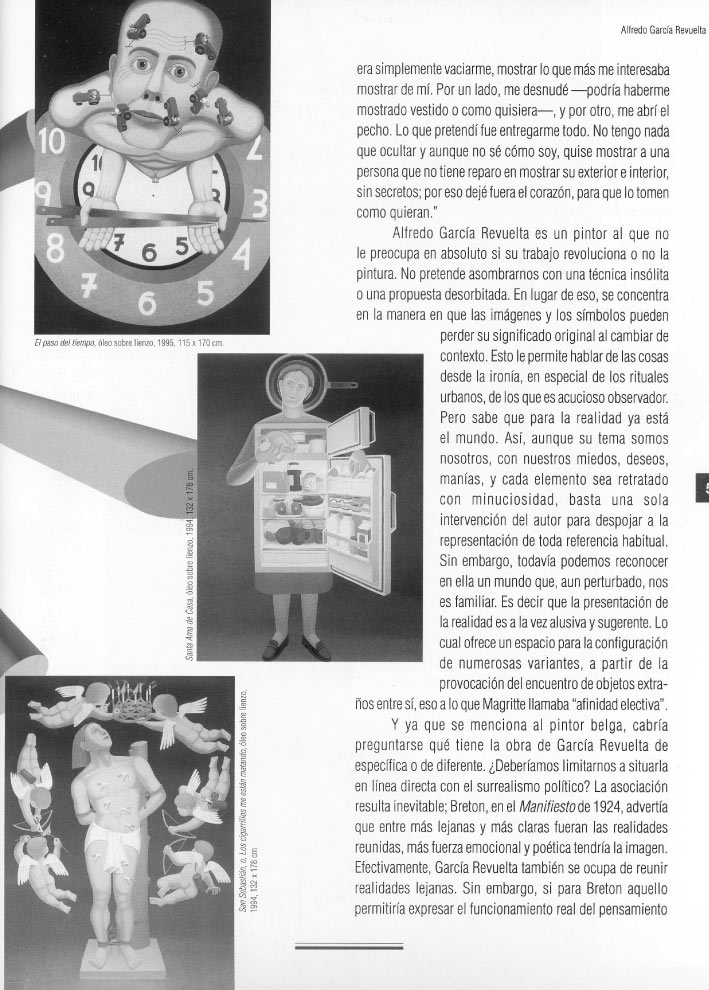 Alfredo García Revuelta
era simplemente vaciarme, mostrar lo que más me interesaba
mostrar de mí. Por un lado, me desnudé —podría haberme
mostrado vestido o como quisiera—, y por otro, me abrí el
pecho. Lo que pretendí fue entregarme todo. No tengo nada
que ocultar y aunque no sé cómo soy, quise mostrar a una
persona que no tiene reparo en mostrar su exterior e interior,
sin secretos; por eso dejé fuera el corazón, para que lo tomen
como quieran."
Alfredo García Revuelta es un pintor al que no
le preocupa en absoluto si su trabajo revoluciona o no la
pintura. No pretende asombrarnos con una técnica insólita
o una propuesta desorbitada. En lugar de eso, se concentra
en la manera en que las imágenes y los símbolos pueden
perder su significado original al cambiar de
contexto. Esto le permite hablar de las cosas
desde la ironía, en especial de los rituales
urbanos, de los que es acucioso observador.
Pero sabe que para la realidad ya está
el mundo. Así, aunque su tema somos
nosotros, con nuestros miedos, deseos,
manías, y cada elemento sea retratado
con minuciosidad, basta una sola
intervención del autor para despojar a la
representación de toda referencia habitual.
Sin embargo, todavía podemos reconocer
en ella un mundo que, aun perturbado, nos
es familiar. Es decir que la presentación de
la realidad es a la vez alusiva y sugerente. Lo
cual ofrece un espacio para la configuración
de numerosas variantes, a partir de la
provocación del encuentro de objetos extra-
ños entre sí, eso a lo que Magritte llamaba "afinidad electiva".
Y ya que se menciona al pintor belga, cabría
preguntarse qué tiene la obra de García Revuelta de
específica o de diferente. ¿Deberíamos limitarnos a situarla
en línea directa con el surrealismo político? La asociación
resulta inevitable; Breton, en el Manifiesto de 1924, advertía
que entre más lejanas y más claras fueran las realidades
reunidas, más fuerza emocional y poética tendría la imagen.
Efectivamente, García Revuelta también se ocupa de reunir
realidades lejanas. Sin embargo, si para Breton aquello
permitiría expresar el funcionamiento real del pensamiento
10
9
8
7
6
5
4
3
2
10
9
7
6
5
El paso del tiempo, óleo sobre lienzo, 1995, 115 x 170 cm.
Santa Ama de Casa, óleo sobre lienzo, 1994, 132 x 178 cm.
San Sebastián, o, Los cigarrillos me están matando, óleo sobre lienzo,
1994, 132 x 178 cm
5